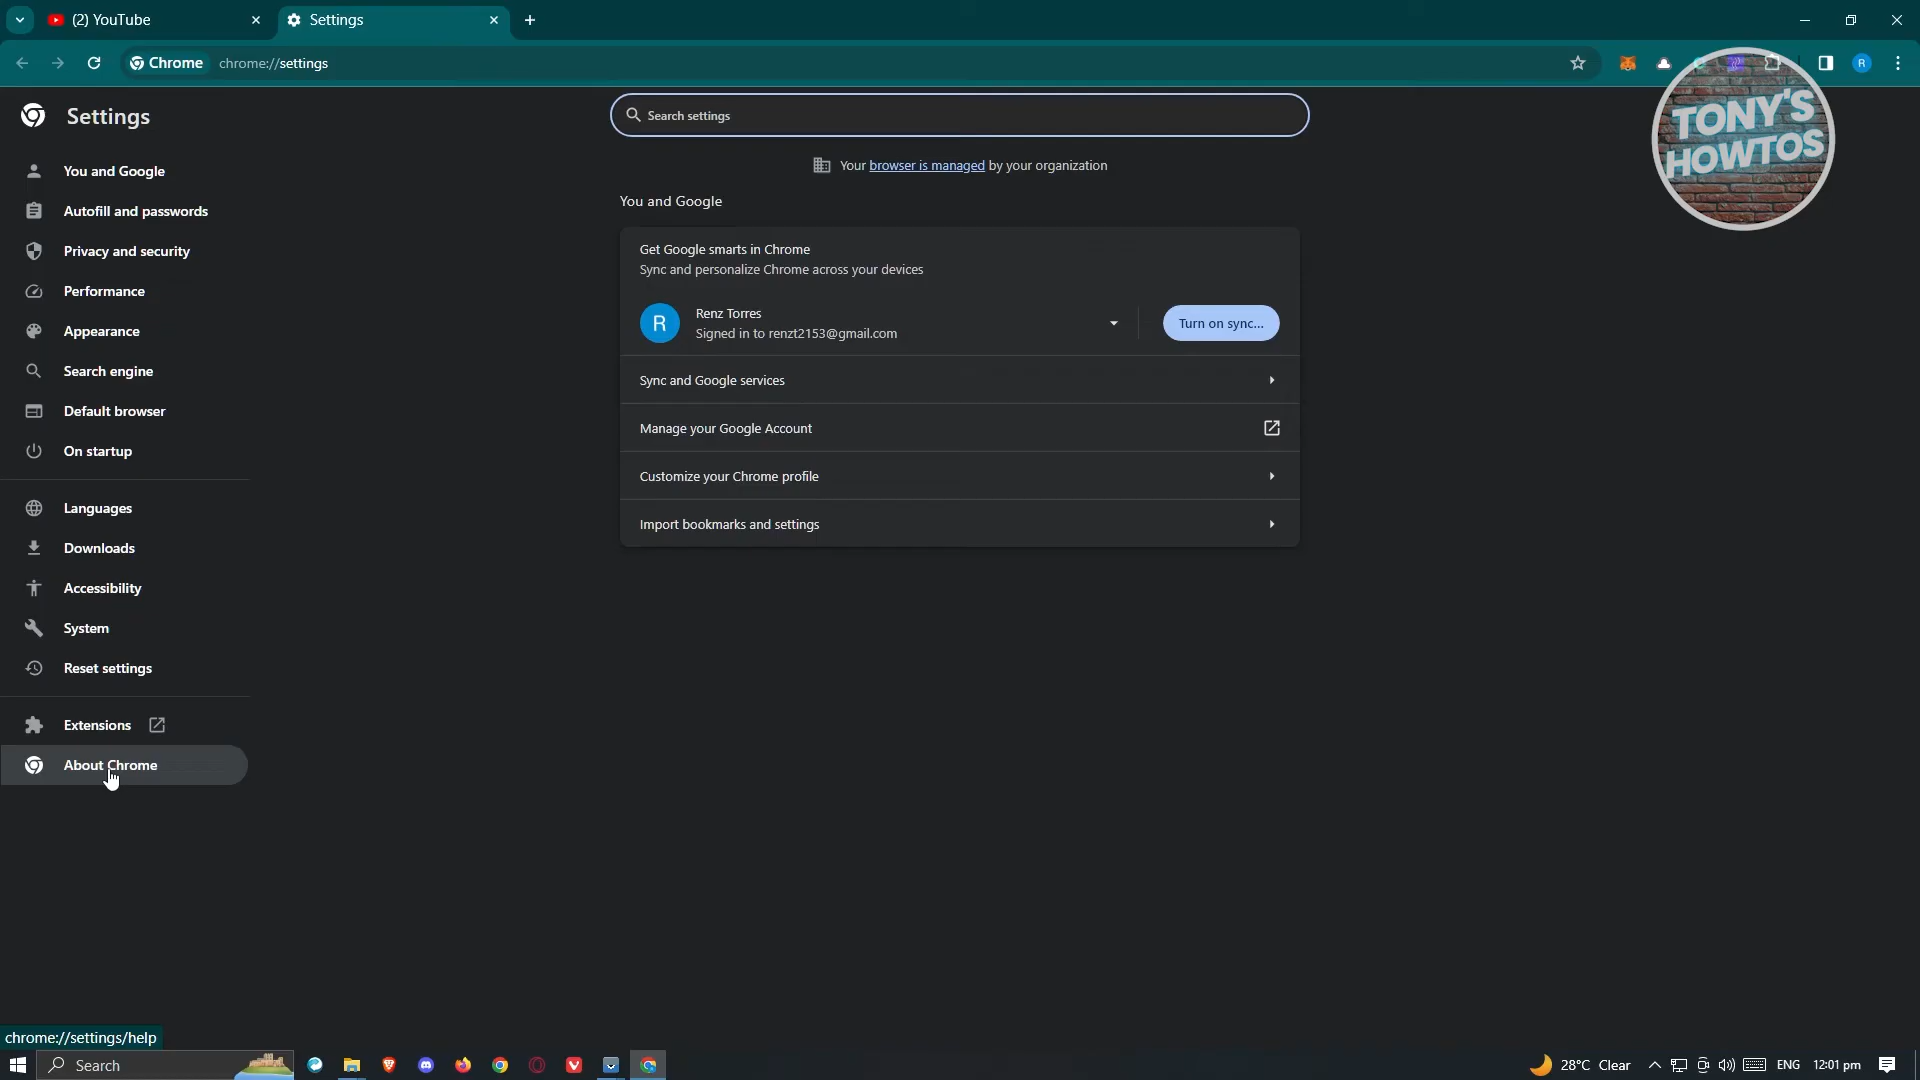 (2) YouTube
Settings
Chrome
chrome://settings
R
Settings
Search settings
TONY'S
HOWTOS
Your browser is managed by your organization
You and Google
You and Google
Autofill and passwords
Privacy and security
Performance
Appearance
Search engine
Default browser
On startup
Languages
Downloads
Accessibility
System
Reset settings
Extensions
About Chrome
Get Google smarts in Chrome
Sync and personalize Chrome across your devices
R
Renz Torres
Signed in to renzt2153@gmail.com
Turn on sync...
Sync and Google services
Manage your Google Account
Customize your Chrome profile
Import bookmarks and settings
chrome://settings/help
Search
28°C Clear
ENG
12:01 pm